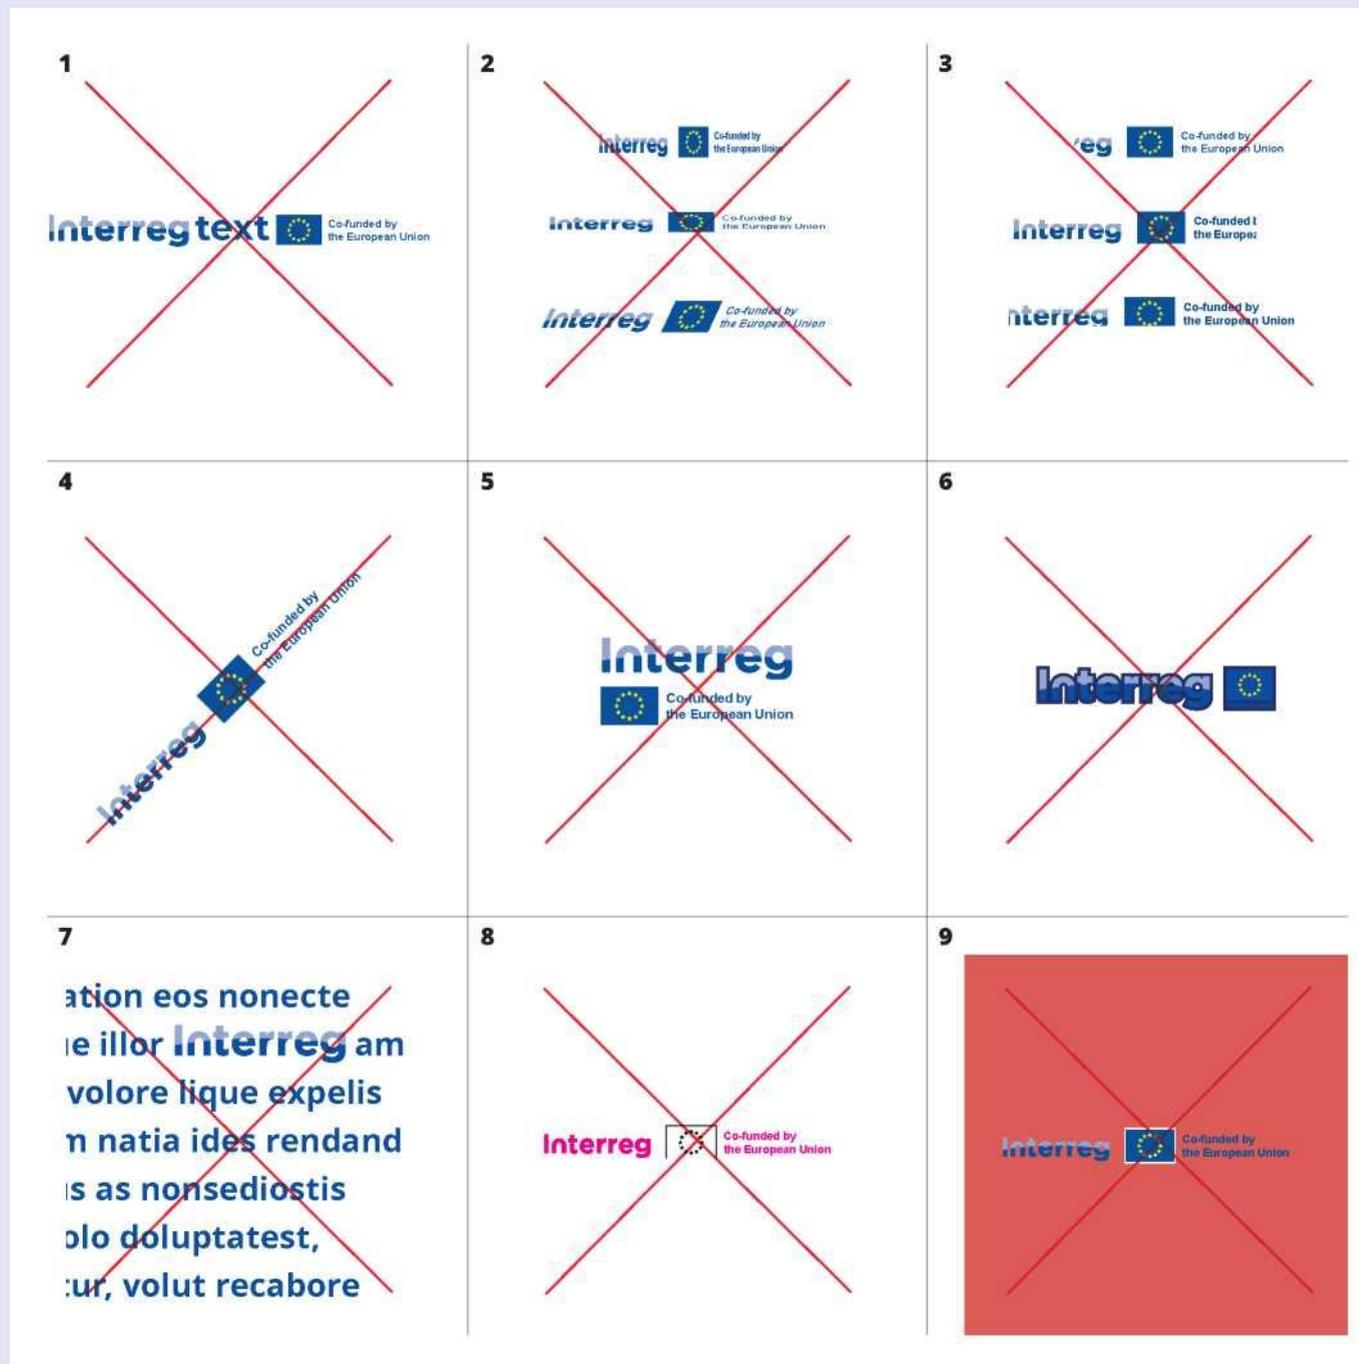 1
Interreg text
Co-funded by
the European Union
2
Interreg
Co-funded by
the European Union
Interreg
Co-funded by
the European Union
Interreg
Co-funded by
the European Union
3
reg
Co-funded by
the European Union
Interreg
Co-funded
the Europe
nterreg
Co-funded by
the European Union
4
Interreg
Co-funded by
the European Union
5
Interreg
Co-funded by
the European Union
6
Interreg
7
ation eos nonecte
e illor Interreg am
volore lique expelis
m natia ides rendand
s as nonsediostis
olo doluptatest,
tur, volut recabore
8
Interreg
Co-funded by
the European Union
9
Interreg
Co-funded by
the European Union